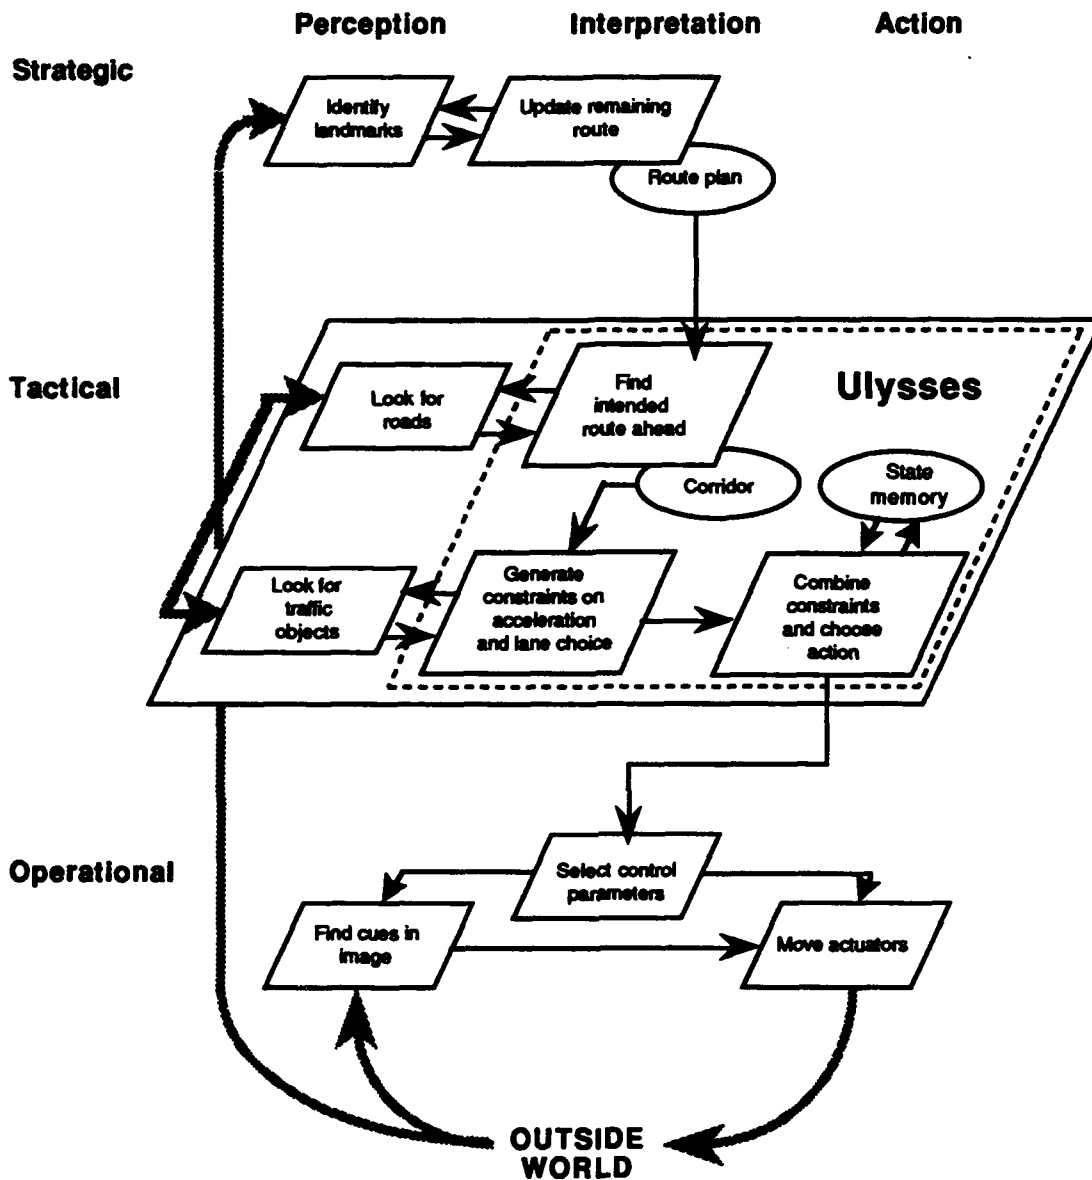 Perception
Interpretation
Action
Strategic
Identify
landmarks
Update remaining
route
Route plan
Tactical
Look for
roads
Find
intended
route ahead
Ulysses
Corridor
State
memory
Look for
traffic
objects
Generate
constraints on
acceleration
and lane choice
Combine
constraints
and choose
action
Operational
Select control
parameters
Find cues in
image
Move actuators
OUTSIDE
WORLD